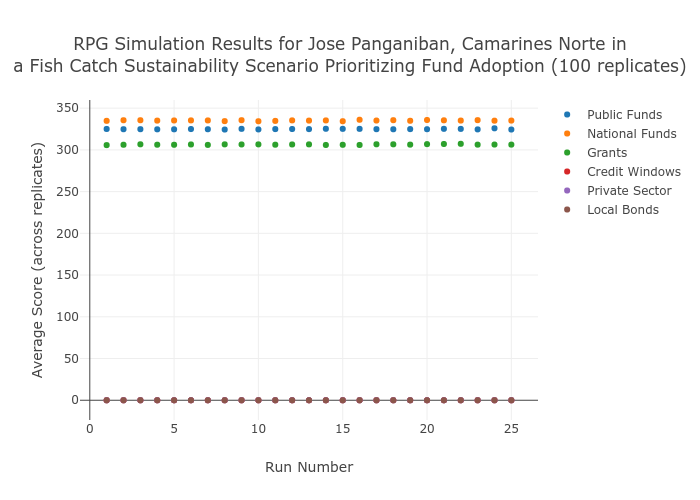 RPG Simulation Results for Jose Panganiban, Camarines Norte in
a Fish Catch Sustainability Scenario Prioritizing Fund Adoption (100 replicates)
350
300
250
200
150
100
50
0
Average Score (across replicates)
0 5 10 15 20 25
Run Number
Public Funds
National Funds
Grants
Credit Windows
Private Sector
Local Bonds